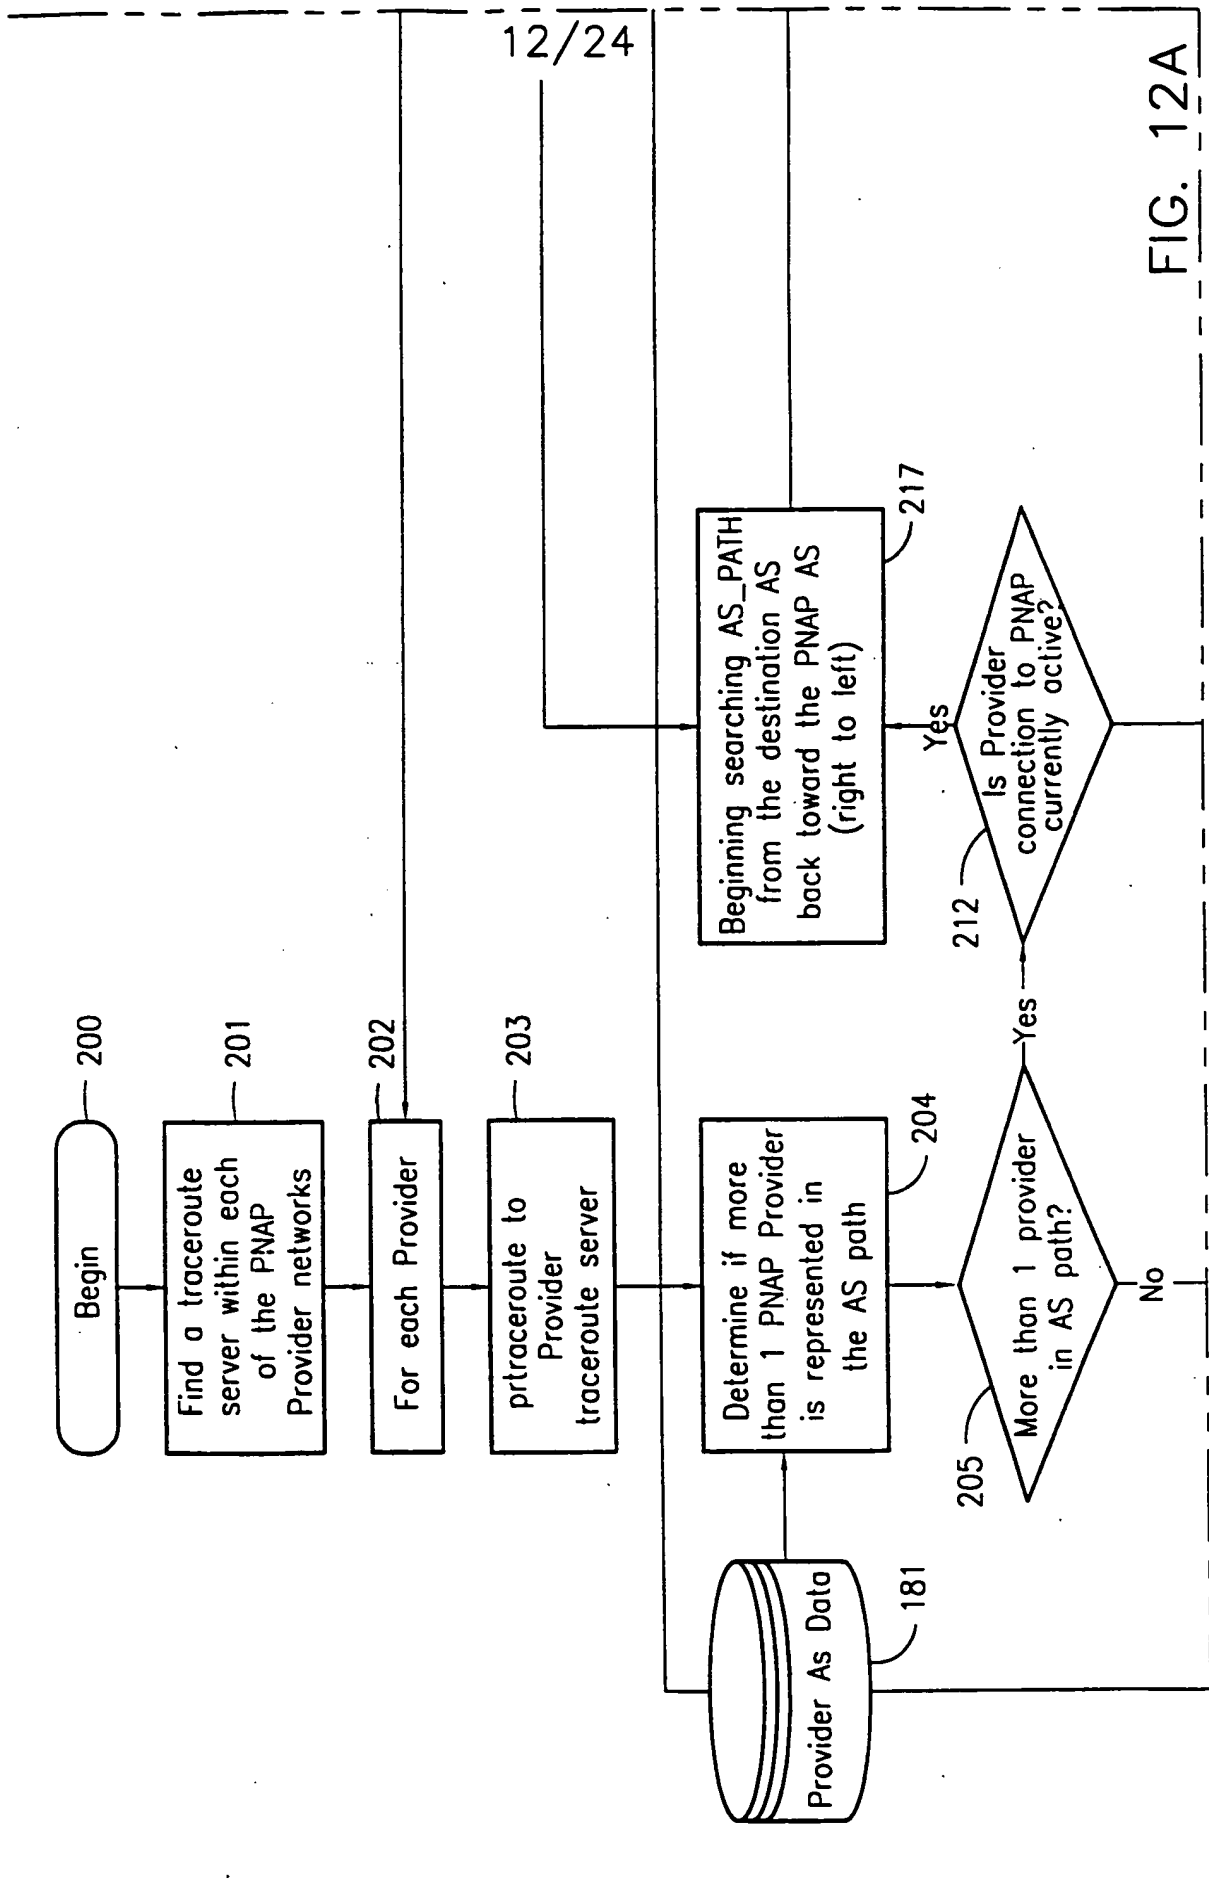 12/24
Begin
200
Find a traceroute
server within each
of the PNAP
Provider networks
201
For each Provider
202
prtraceroute to
Provider
traceroute server
203
Provider As Data
181
Determine if more
than 1 PNAP Provider
is represented in
the AS path
204
Beginning searching AS_PATH
from the destination AS
back toward the PNAP AS
(right to left)
217
205
More than 1 provider
in AS path?
Yes
No
212
Is Provider
connection to PNAP
currently active?
Yes
FIG. 12A